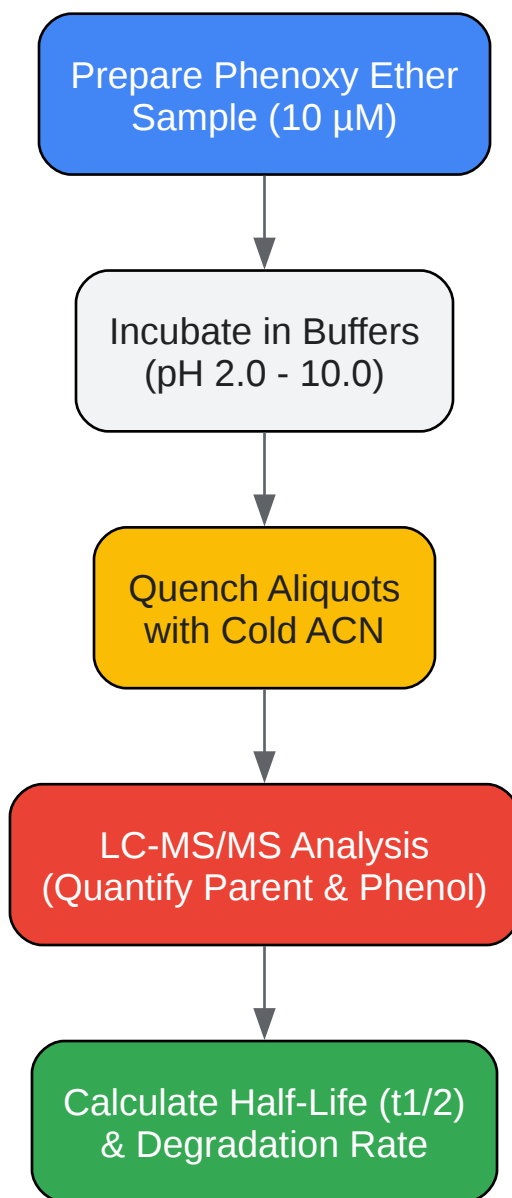 Prepare Phenoxy Ether
Sample (10 µM)
Incubate in Buffers
(pH 2.0 - 10.0)
Quench Aliquots
with Cold ACN
LC-MS/MS Analysis
(Quantify Parent & Phenol)
Calculate Half-Life (t1/2)
& Degradation Rate